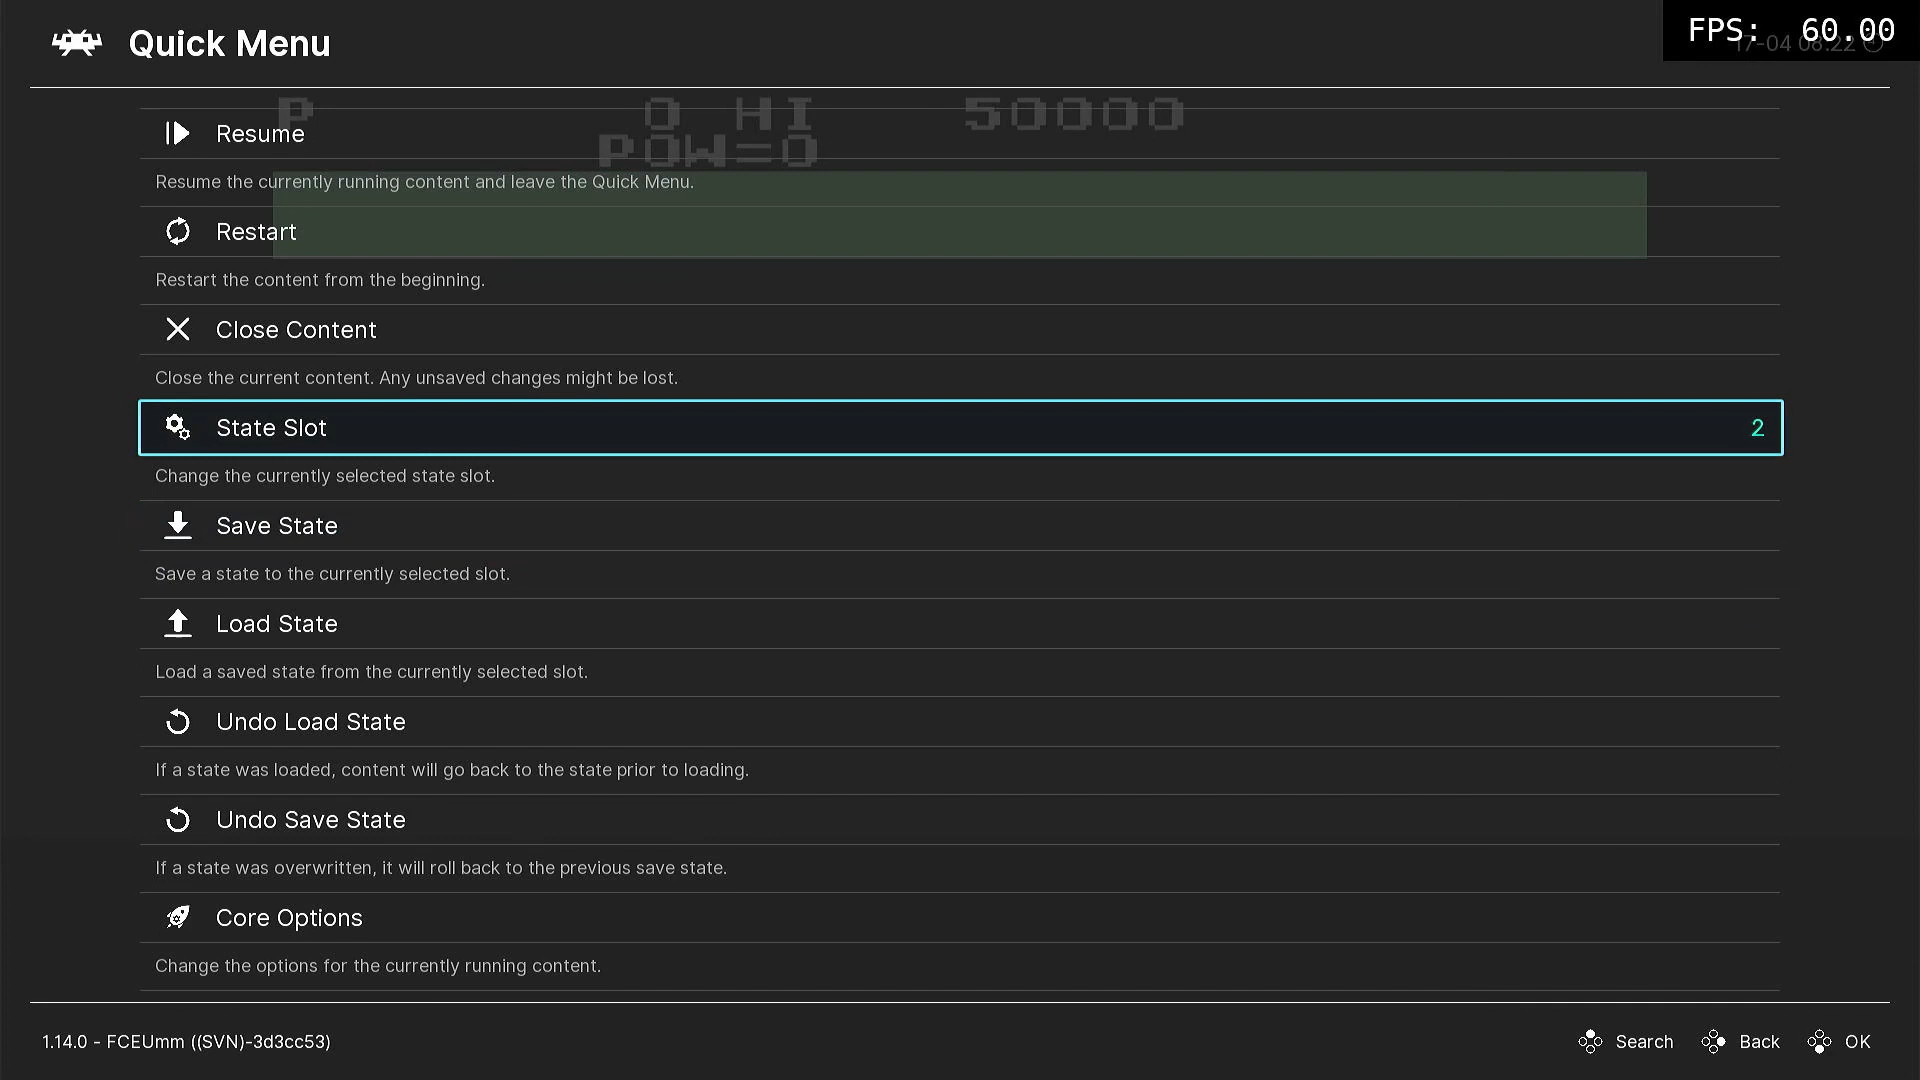 Quick Menu
FPS: 60.00
17-04 08:22
P 0 HI 50000
POW=0
Resume
Resume the currently running content and leave the Quick Menu.
Restart
Restart the content from the beginning.
Close Content
Close the current content. Any unsaved changes might be lost.
State Slot 2
Change the currently selected state slot.
Save State
Save a state to the currently selected slot.
Load State
Load a saved state from the currently selected slot.
Undo Load State
If a state was loaded, content will go back to the state prior to loading.
Undo Save State
If a state was overwritten, it will roll back to the previous save state.
Core Options
Change the options for the currently running content.
1.14.0 - FCEUmm ((SVN)-3d3cc53)
Search Back OK